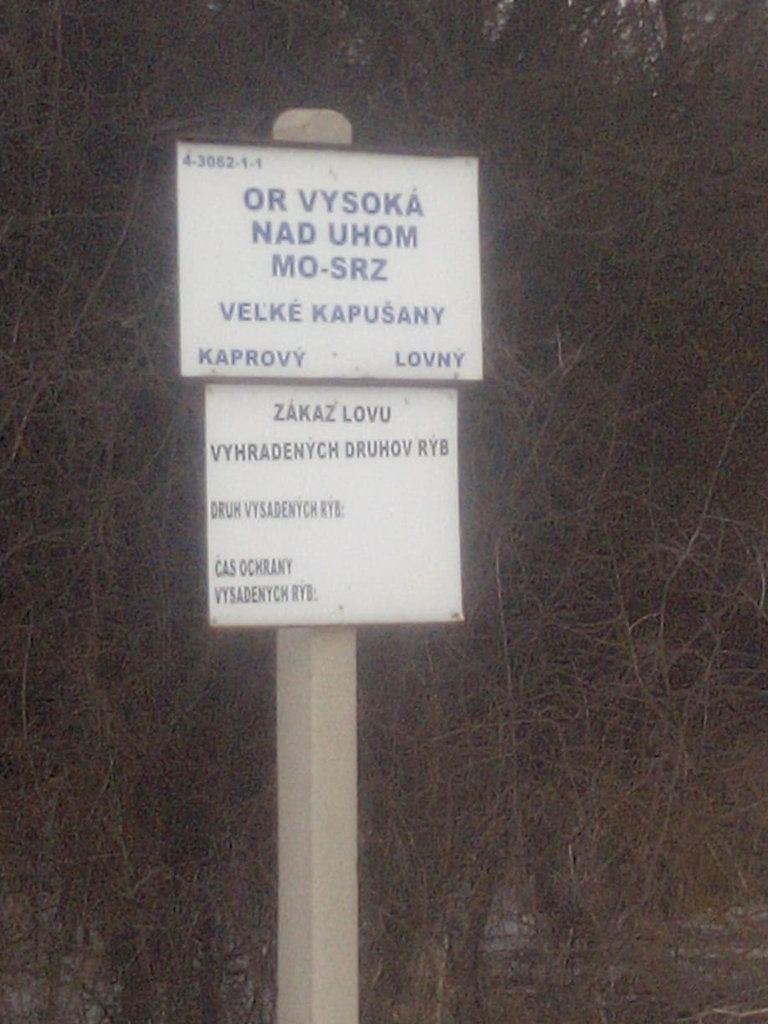 4-3062-1-1
OR VYSOKÁ
NAD UHOM
MO-SRZ
VEĽKÉ KAPUŠANY
KAPROVÝ LOVNÝ
ZÁKAZ LOVU
VYHRADENÝCH DRUHOV RÝB
DRUH VYSADENÝCH RÝB:
ČAS OCHRANY
VYSADENÝCH RÝB: